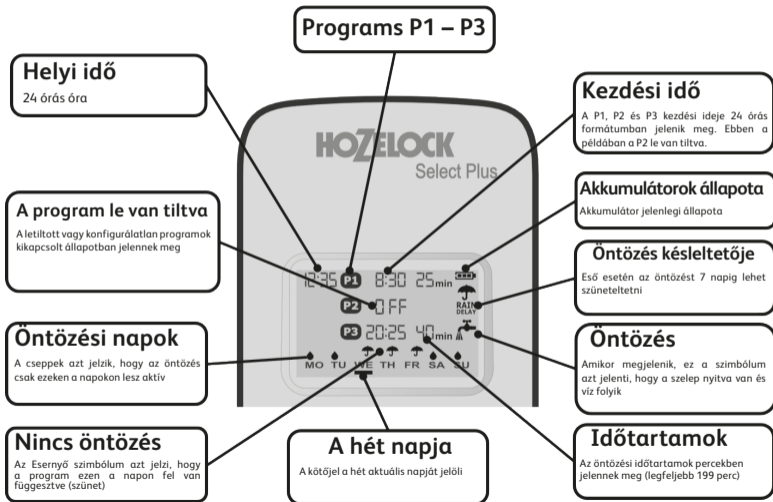 Programs P1 – P3
Helyi idő
24 órás óra
Kezdési idő
A P1, P2 és P3 kezdési ideje 24 órás
formátumban jelenik meg. Ebben a
példában a P2 le van tiltva.
HOZELOCK
Select Plus
A program le van tiltva
A letiltott vagy konfigurálatlan programok
kikapcsolt állapotban jelennek meg
Akkumulátorok állapota
Akkumulátor jelenlegi állapota
Öntözés késleltetője
Eső esetén az öntözést 7 napig lehet
szüneteltetni
12:35 P1 8:30 25min
P2 OFF
RAIN
DELAY
P3 20:25 40min
MO TU WE TH FR SA SU
Öntözési napok
A cseppek azt jelzik, hogy az öntözés
csak ezeken a napokon lesz aktív
Öntözés
Amikor megjelenik, ez a szimbólum
azt jelenti, hogy a szelep nyitva van és
víz folyik
Nincs öntözés
Az Esernyő szimbólum azt jelzi, hogy
a program ezen a napon fel van
függesztve (szünet)
A hét napja
A kötőjel a hét aktuális napját jelöli
Időtartamok
Az öntözési időtartamok percekben
jelennek meg (legfeljebb 199 perc)